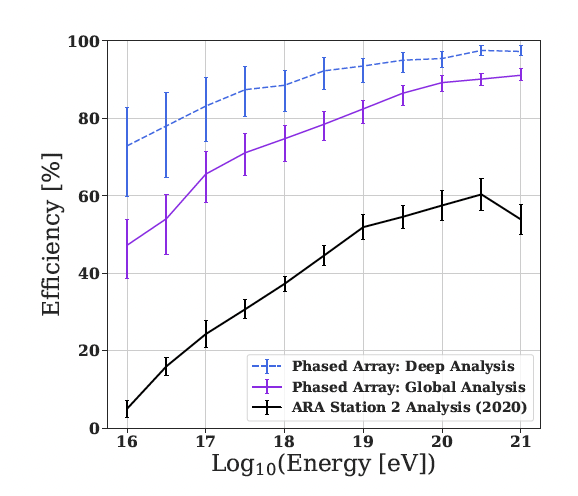 100
80
60
40
20
0
Efficiency [%]
Phased Array: Deep Analysis
Phased Array: Global Analysis
ARA Station 2 Analysis (2020)
16 17 18 19 20 21
Log₁₀(Energy [eV])